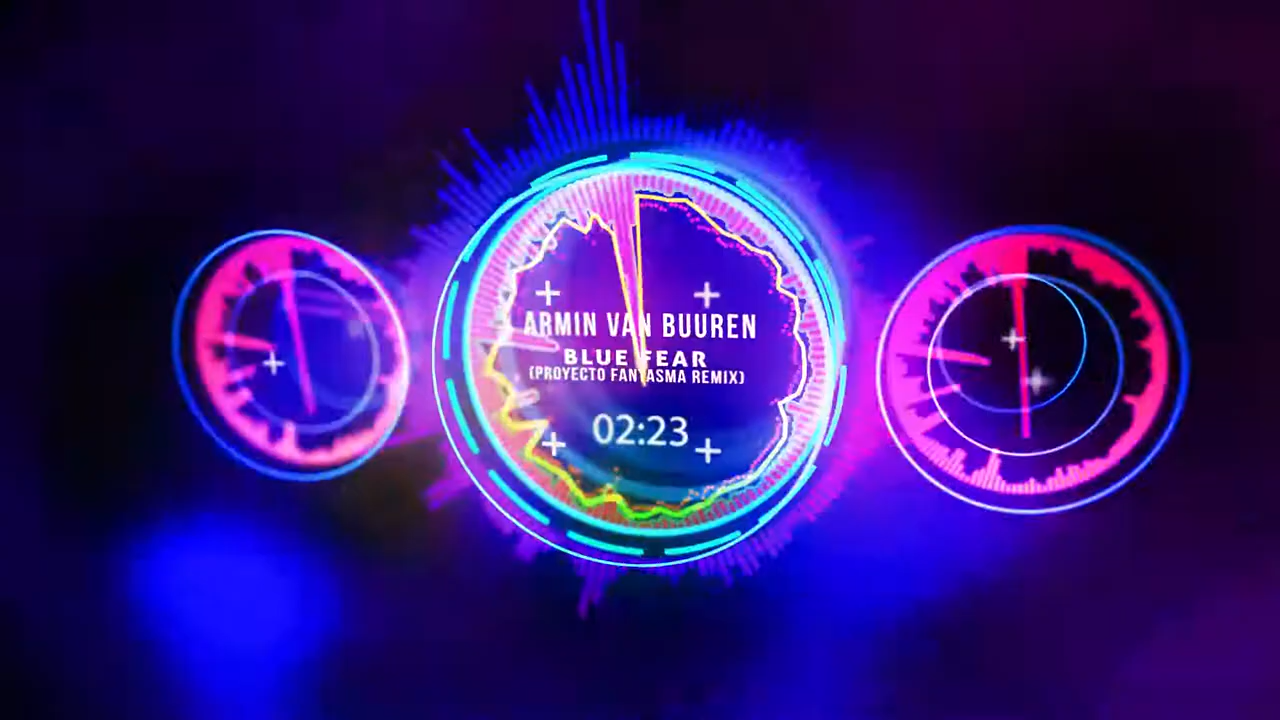 ARMIN VAN BUUREN
BLUE FEAR
(PROYECTO FANTASMA REMIX)
02:23